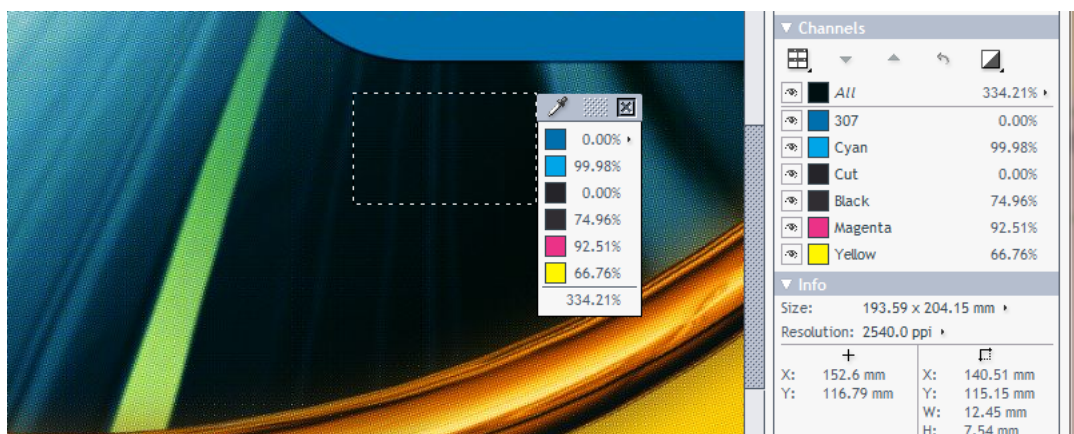 0.00%
99.98%
0.00%
74.96%
92.51%
66.76%
334.21%
Channels
All 334.21%
307 0.00%
Cyan 99.98%
Cut 0.00%
Black 74.96%
Magenta 92.51%
Yellow 66.76%
Info
Size: 193.59 x 204.15 mm
Resolution: 2540.0 ppi
X: 152.6 mm
Y: 116.79 mm
X: 140.51 mm
Y: 115.15 mm
W: 12.45 mm
H: 7.54 mm